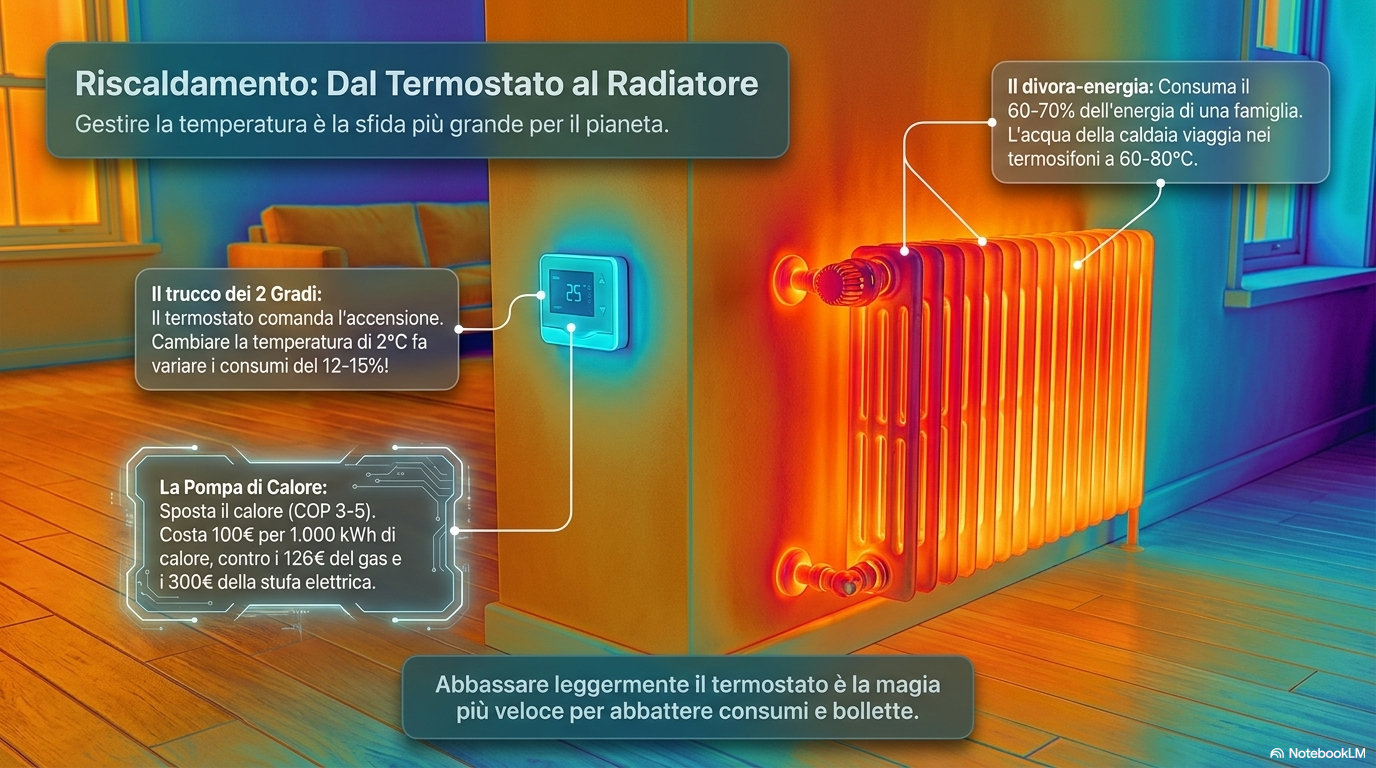 Riscaldamento: Dal Termostato al Radiatore
Gestire la temperatura è la sfida più grande per il pianeta.
Il divora-energia: Consuma il
60-70% dell'energia di una famiglia.
L'acqua della caldaia viaggia nei
termosifoni a 60-80°C.
Il trucco dei 2 Gradi:
Il termostato comanda l'accensione.
Cambiare la temperatura di 2°C fa
variare i consumi del 12-15%!
25°
La Pompa di Calore:
Sposta il calore (COP 3-5).
Costa 100€ per 1.000 kWh di
calore, contro i 126€ del gas e
i 300€ della stufa elettrica.
Abbassare leggermente il termostato è la magia
più veloce per abbattere consumi e bollette.
NotebookLM